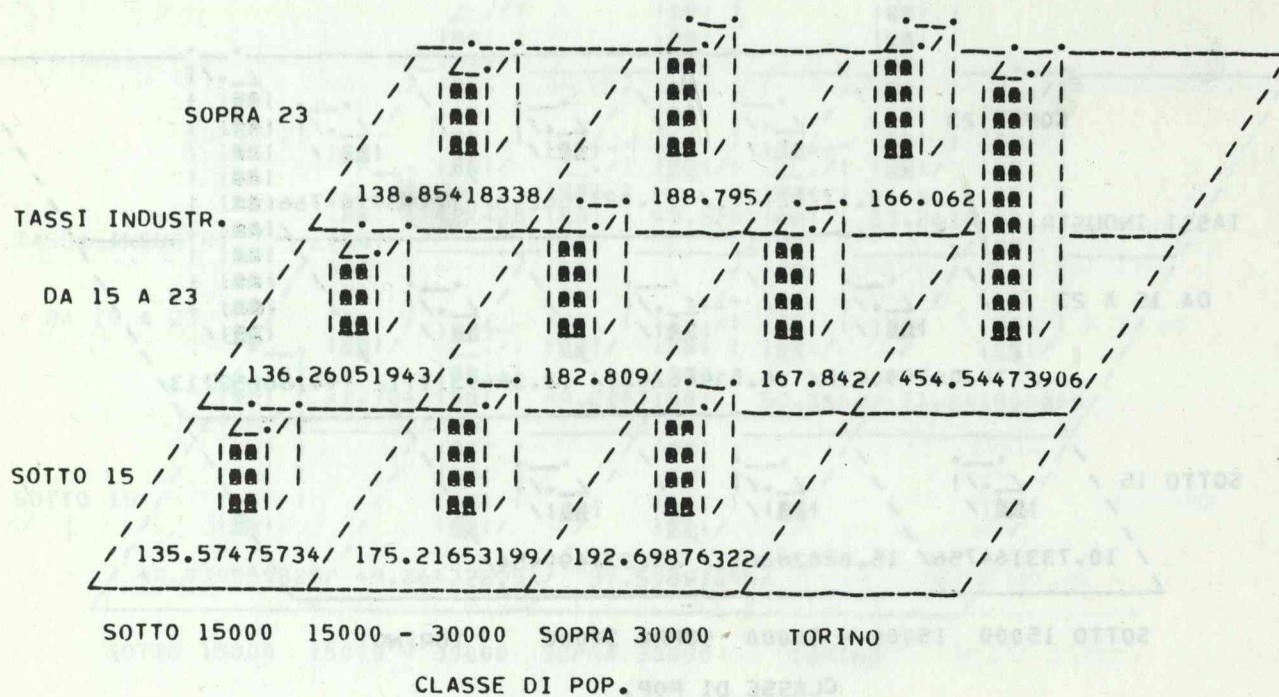 SOPRA 23
138.85418338/ 188.795/ 166.062
TASSI INDUSTR.
DA 15 A 23
136.26051943/ 182.809/ 167.842/454.54473906/
SOTTO 15
/ 135.57475734/ 175.21653199/192.69876322/
SOTTO 15000 15000 - 30000 SOPRA 30000 TORINO
CLASSE DI POP.